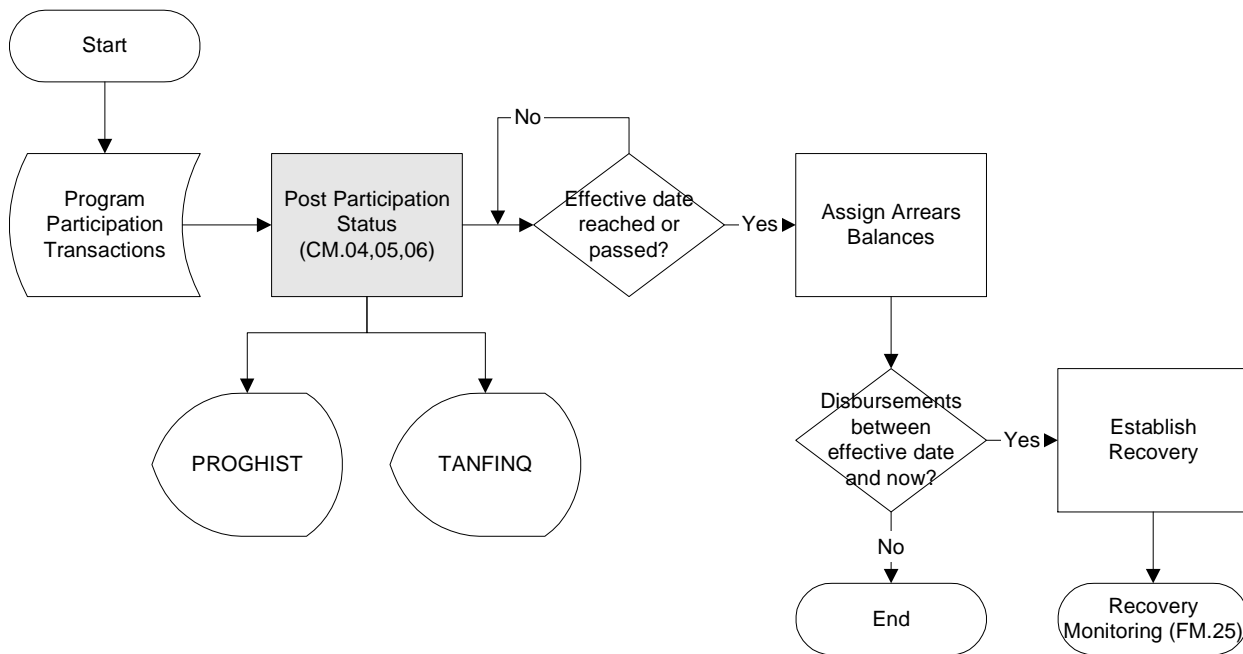 Start
Program
Participation
Transactions
Post Participation
Status
(CM.04,05,06)
No
Effective date
reached or
passed?
Yes
Assign Arrears
Balances
PROGHIST
TANFINQ
Disbursements
between
effective date
and now?
Yes
Establish
Recovery
No
End
Recovery
Monitoring (FM.25)